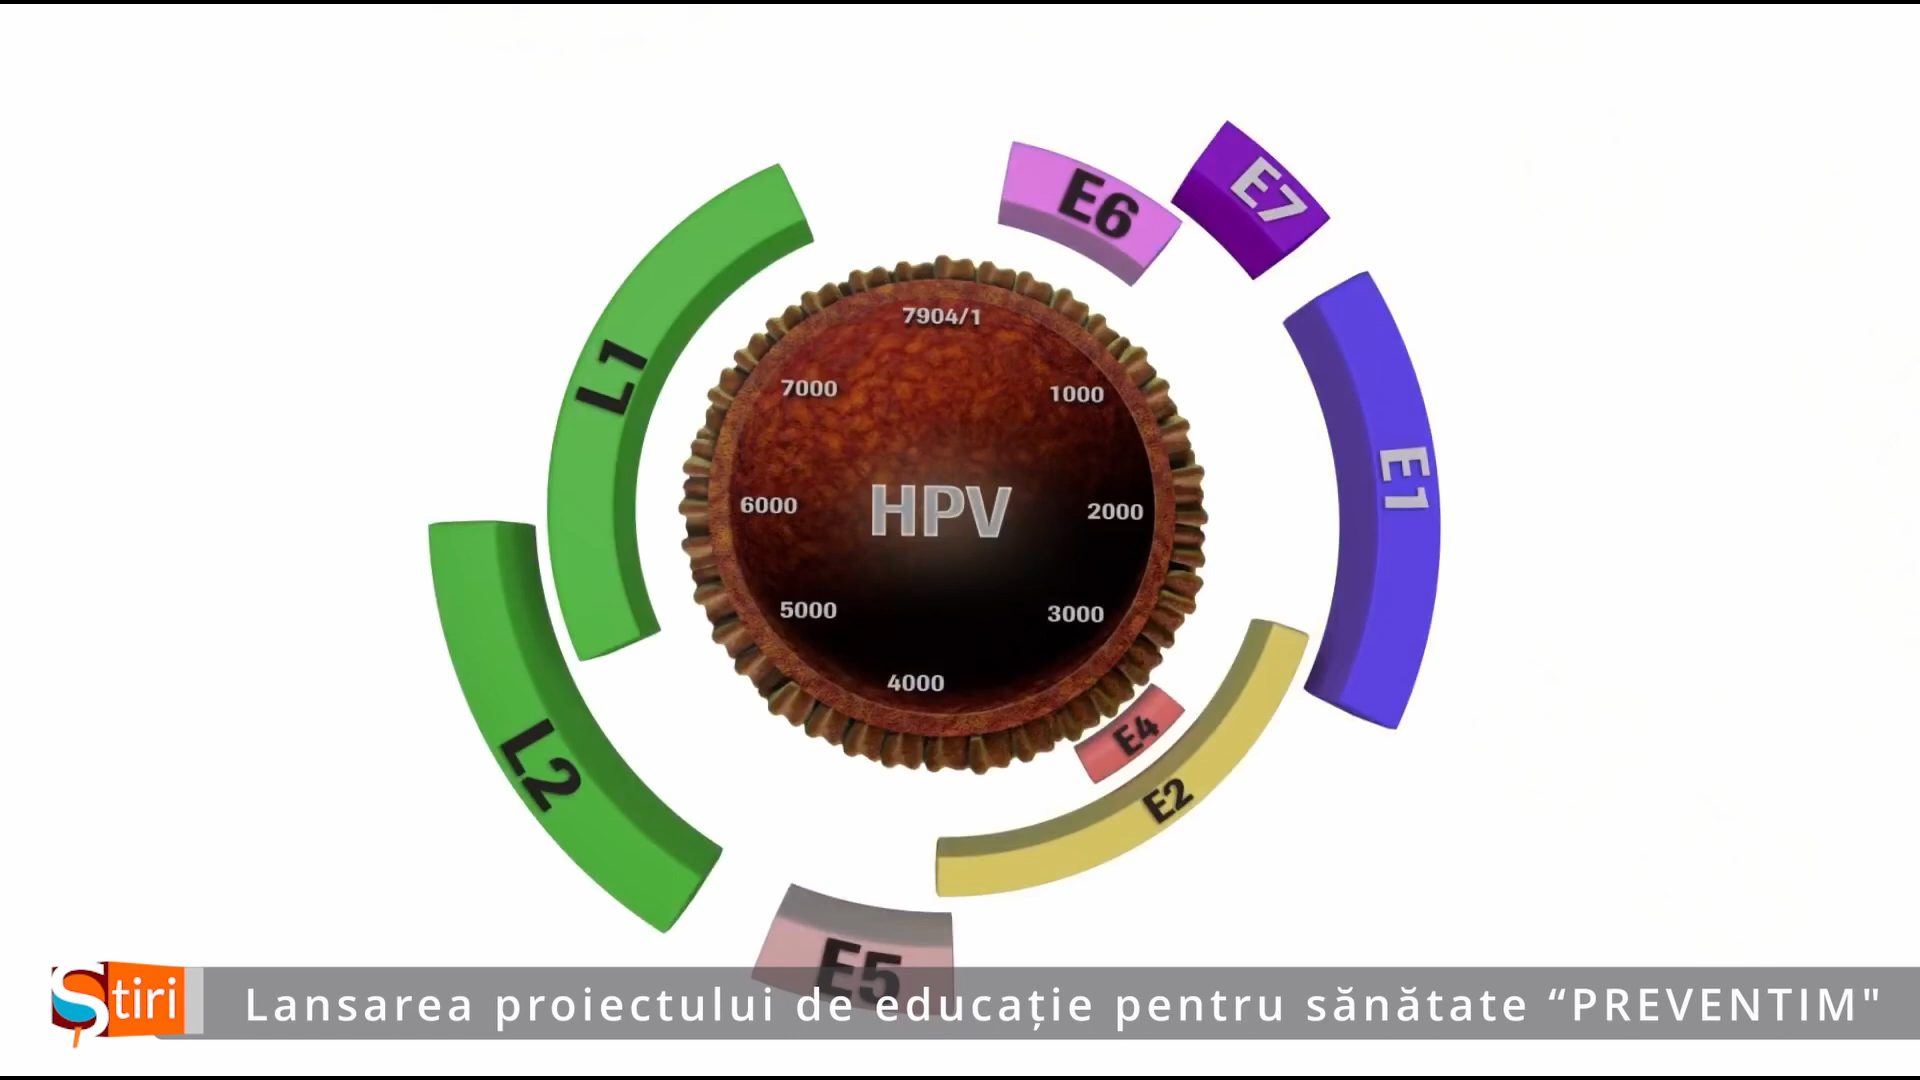 E7
E6
7904/1
7000
1000
L1
E1
HPV
6000
2000
5000
3000
4000
E4
L2
E2
E5
Știri
Lansarea proiectului de educație pentru sănătate “PREVENTIM"